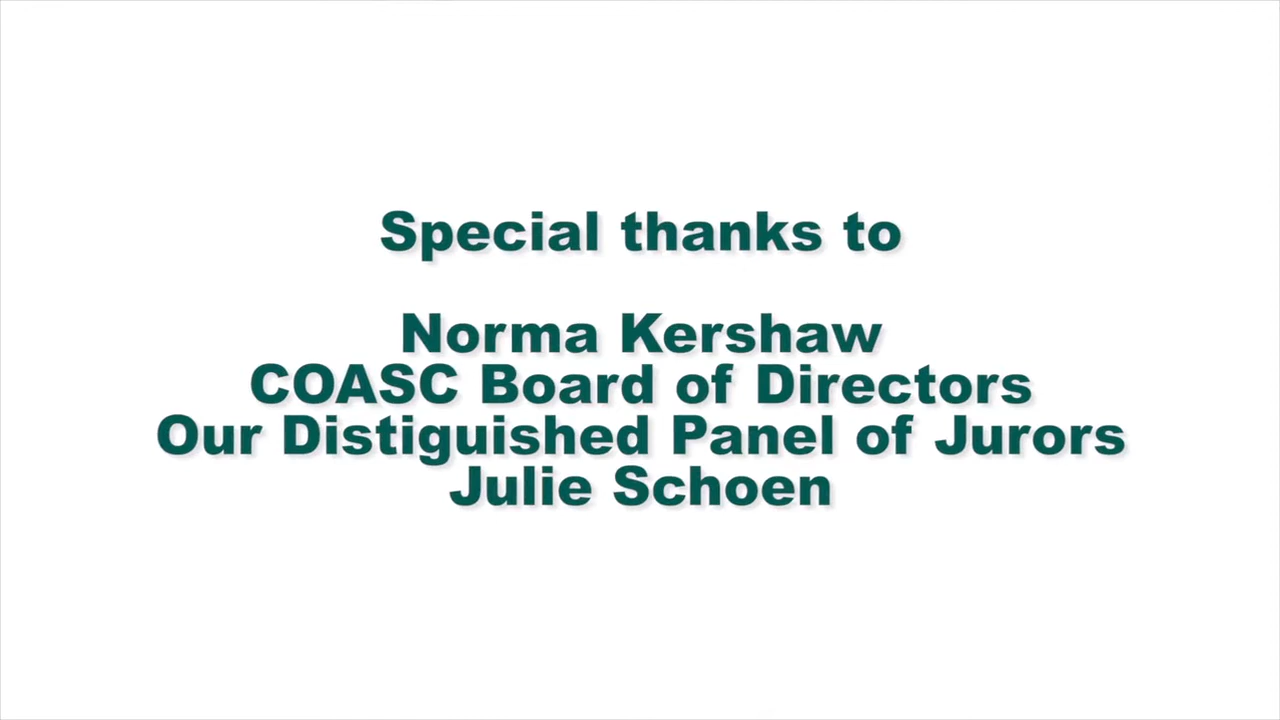 Special thanks to
Norma Kershaw
COASC Board of Directors
Our Distiguished Panel of Jurors
Julie Schoen